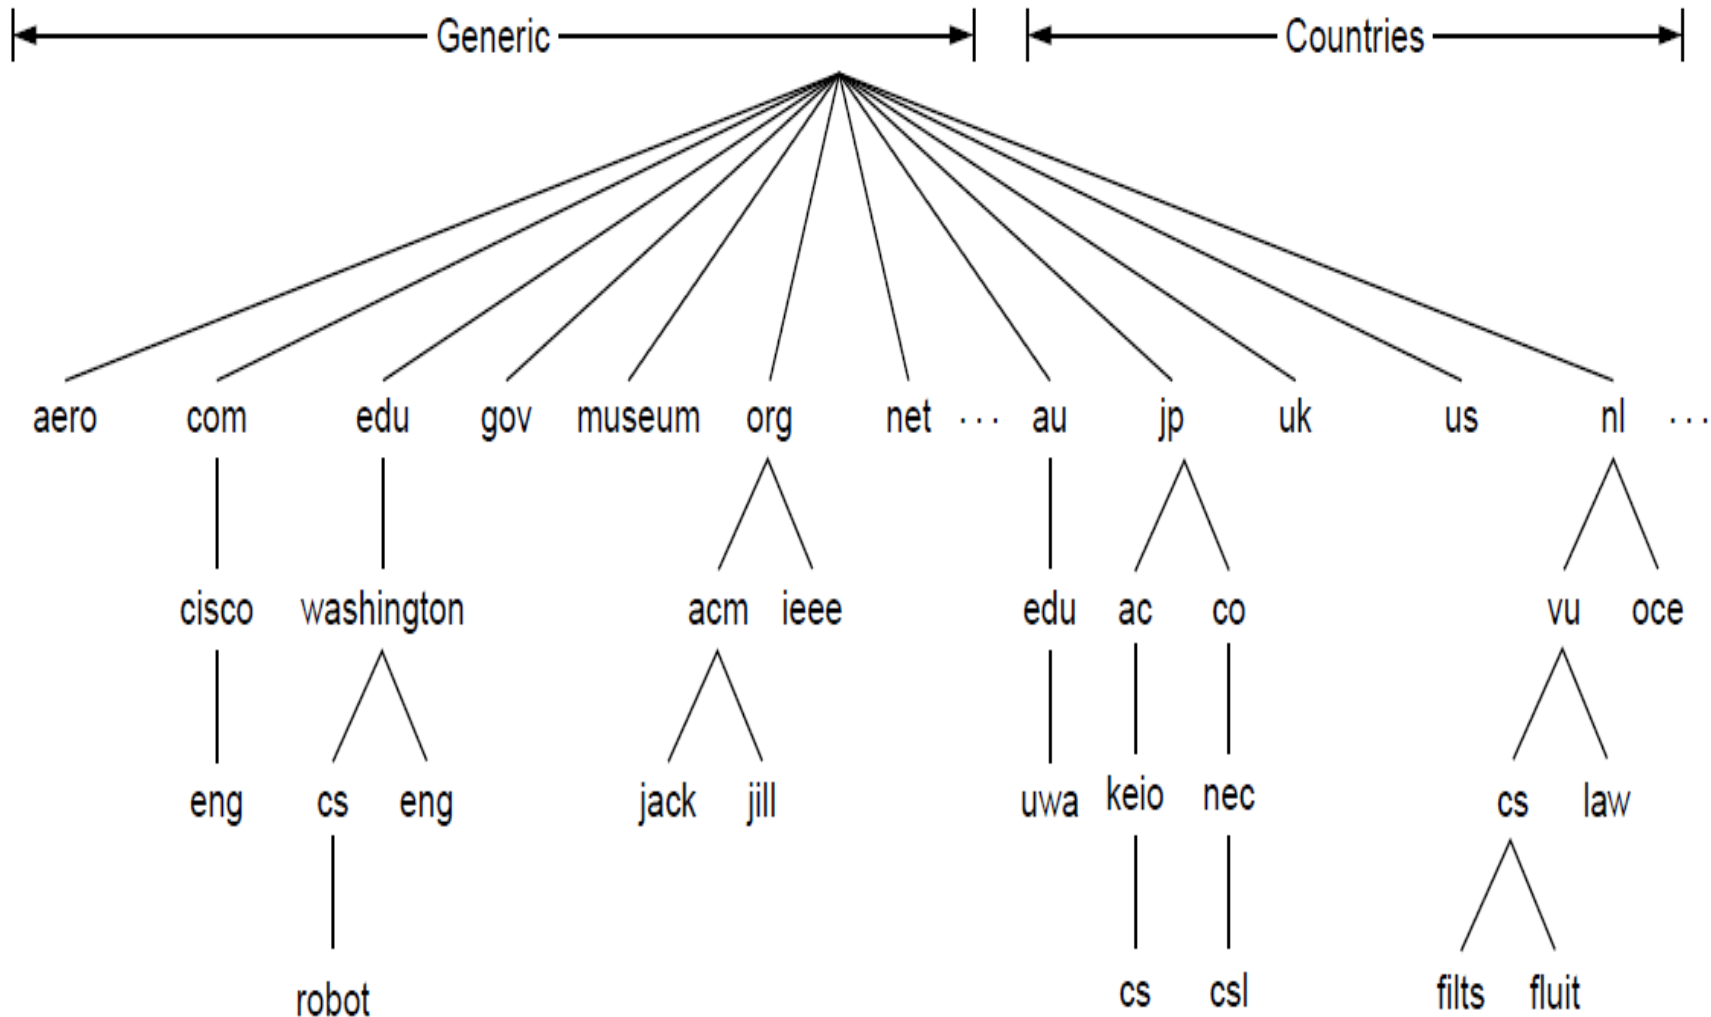 Generic Countries
aero com edu gov museum org net ... au jp uk us nl ...
cisco washington acm ieee edu ac co vu oce
eng cs eng jack jill uwa keio nec cs law
robot cs csl filts fluit